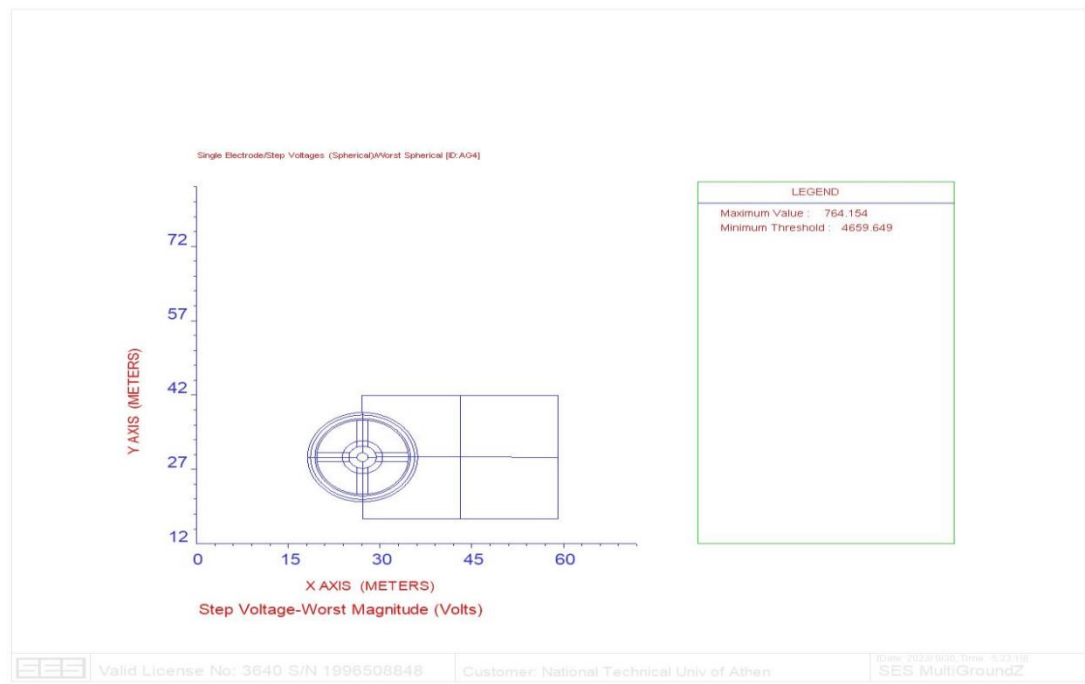 Single Electrode/Step Voltages (Spherical)/Worst Spherical [ID:AG4]
LEGEND
Maximum Value : 764.154
Minimum Threshold : 4659.649
72
57
42
27
12
Y AXIS (METERS)
0 15 30 45 60
X AXIS (METERS)
Step Voltage-Worst Magnitude (Volts)
SES
Valid License No: 3640 S/N 1996508848
Customer: National Technical Univ of Athen
SES MultiGroundZ